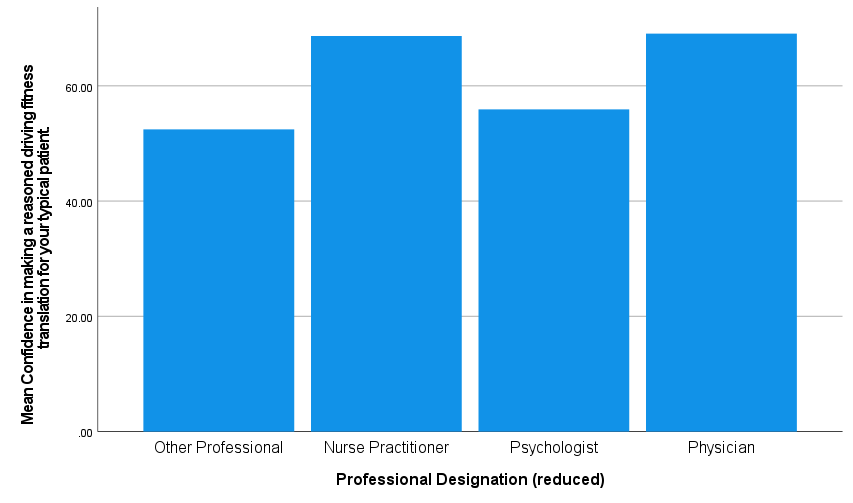 Mean Confidence in making a reasoned driving fitness
translation for your typical patient.
60.00
40.00
20.00
.00
Other Professional
Nurse Practitioner
Psychologist
Physician
Professional Designation (reduced)